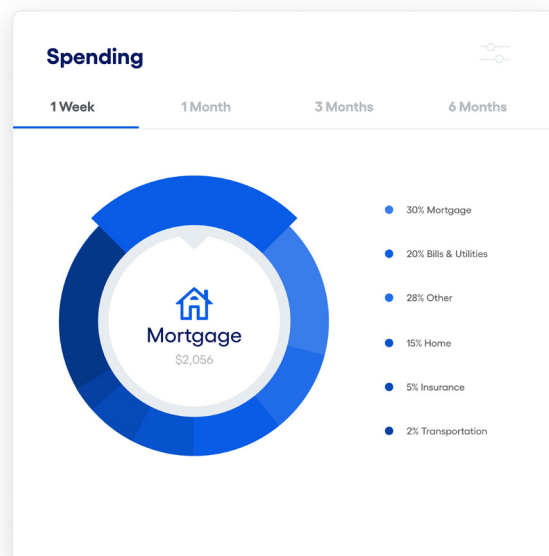 Spending
1 Week
1 Month
3 Months
6 Months
30% Mortgage
20% Bills & Utilities
28% Other
15% Home
5% Insurance
2% Transportation
Mortgage
$2,056